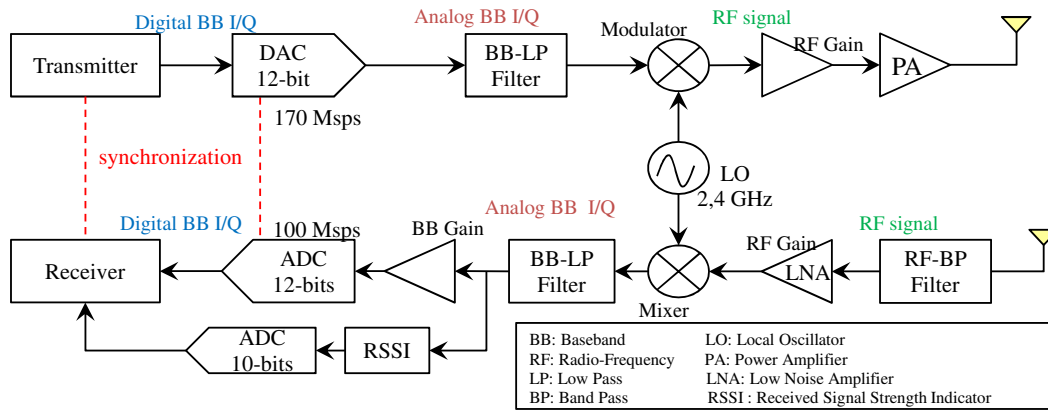 Digital BB I/Q
Analog BB I/Q
RF signal
Modulator
Transmitter
DAC
12-bit
BB-LP
Filter
RF Gain
PA
170 Msps
synchronization
LO
2,4 GHz
Digital BB I/Q
100 Msps
BB Gain
Analog BB I/Q
RF signal
RF Gain
Receiver
ADC
12-bits
BB-LP
Filter
Mixer
LNA
RF-BP
Filter
ADC
10-bits
RSSI
BB: Baseband
LO: Local Oscillator
RF: Radio-Frequency
PA: Power Amplifier
LP: Low Pass
LNA: Low Noise Amplifier
BP: Band Pass
RSSI : Received Signal Strength Indicator